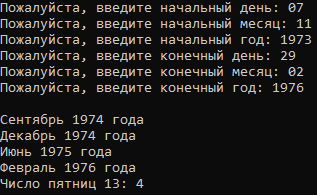 Пожалуйста, введите начальный день: 07
Пожалуйста, введите начальный месяц: 11
Пожалуйста, введите начальный год: 1973
Пожалуйста, введите конечный день: 29
Пожалуйста, введите конечный месяц: 02
Пожалуйста, введите конечный год: 1976
Сентябрь 1974 года
Декабрь 1974 года
Июнь 1975 года
Февраль 1976 года
Число пятниц 13: 4